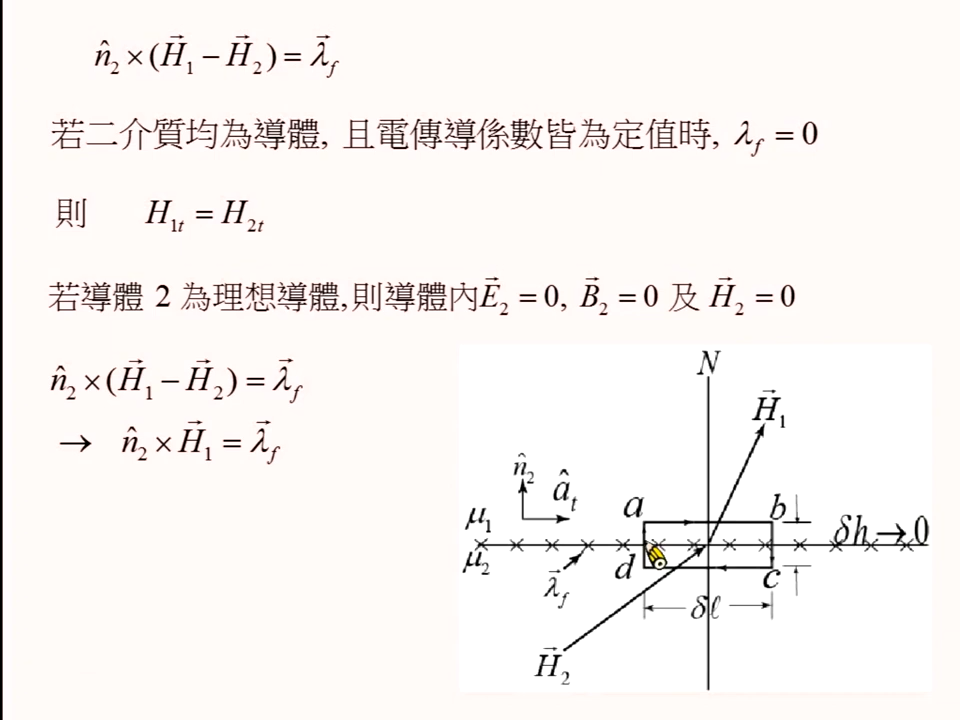 n̂₂ × (H⃗₁ − H⃗₂) = λ⃗_f
若二介質均為導體, 且電傳導係數皆為定值時, λ_f = 0
則 H₁ₜ = H₂ₜ
若導體 2 為理想導體,則導體內E⃗₂ = 0, B⃗₂ = 0 及 H⃗₂ = 0
n̂₂ × (H⃗₁ − H⃗₂) = λ⃗_f
→ n̂₂ × H⃗₁ = λ⃗_f
N
H⃗₁
n̂₂
âₜ
a
b
μ₁
δh → 0
μ₂
d
c
λ⃗_f
δℓ
H⃗₂